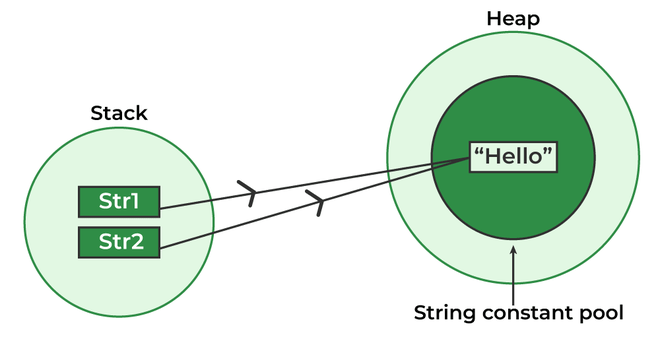 Heap
Stack
"Hello"
Str1
Str2
String constant pool